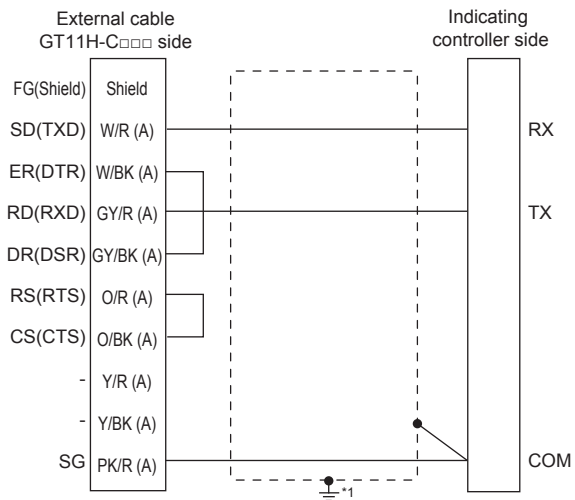 External cable
GT11H-C□□□ side
Indicating
controller side
FG(Shield) Shield
SD(TXD) W/R (A) RX
ER(DTR) W/BK (A)
RD(RXD) GY/R (A) TX
DR(DSR) GY/BK (A)
RS(RTS) O/R (A)
CS(CTS) O/BK (A)
- Y/R (A)
- Y/BK (A)
SG PK/R (A) COM
*1